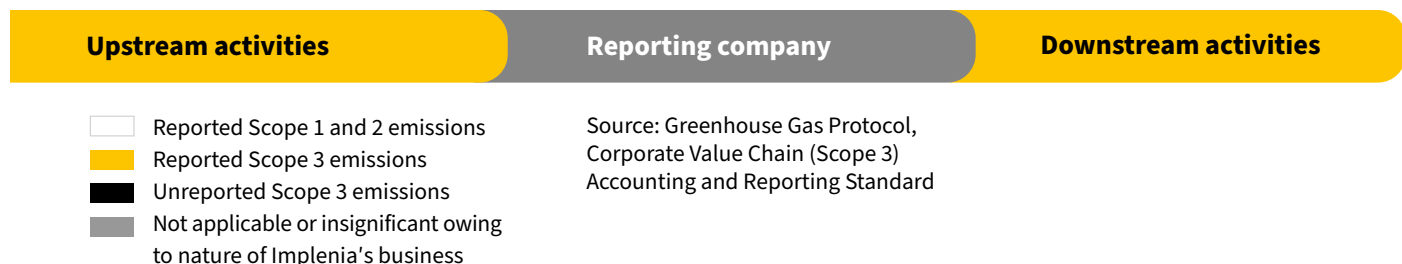 Upstream activities
Reporting company
Downstream activities
Reported Scope 1 and 2 emissions
Reported Scope 3 emissions
Unreported Scope 3 emissions
Not applicable or insignificant owing
to nature of Implenia's business
Source: Greenhouse Gas Protocol,
Corporate Value Chain (Scope 3)
Accounting and Reporting Standard